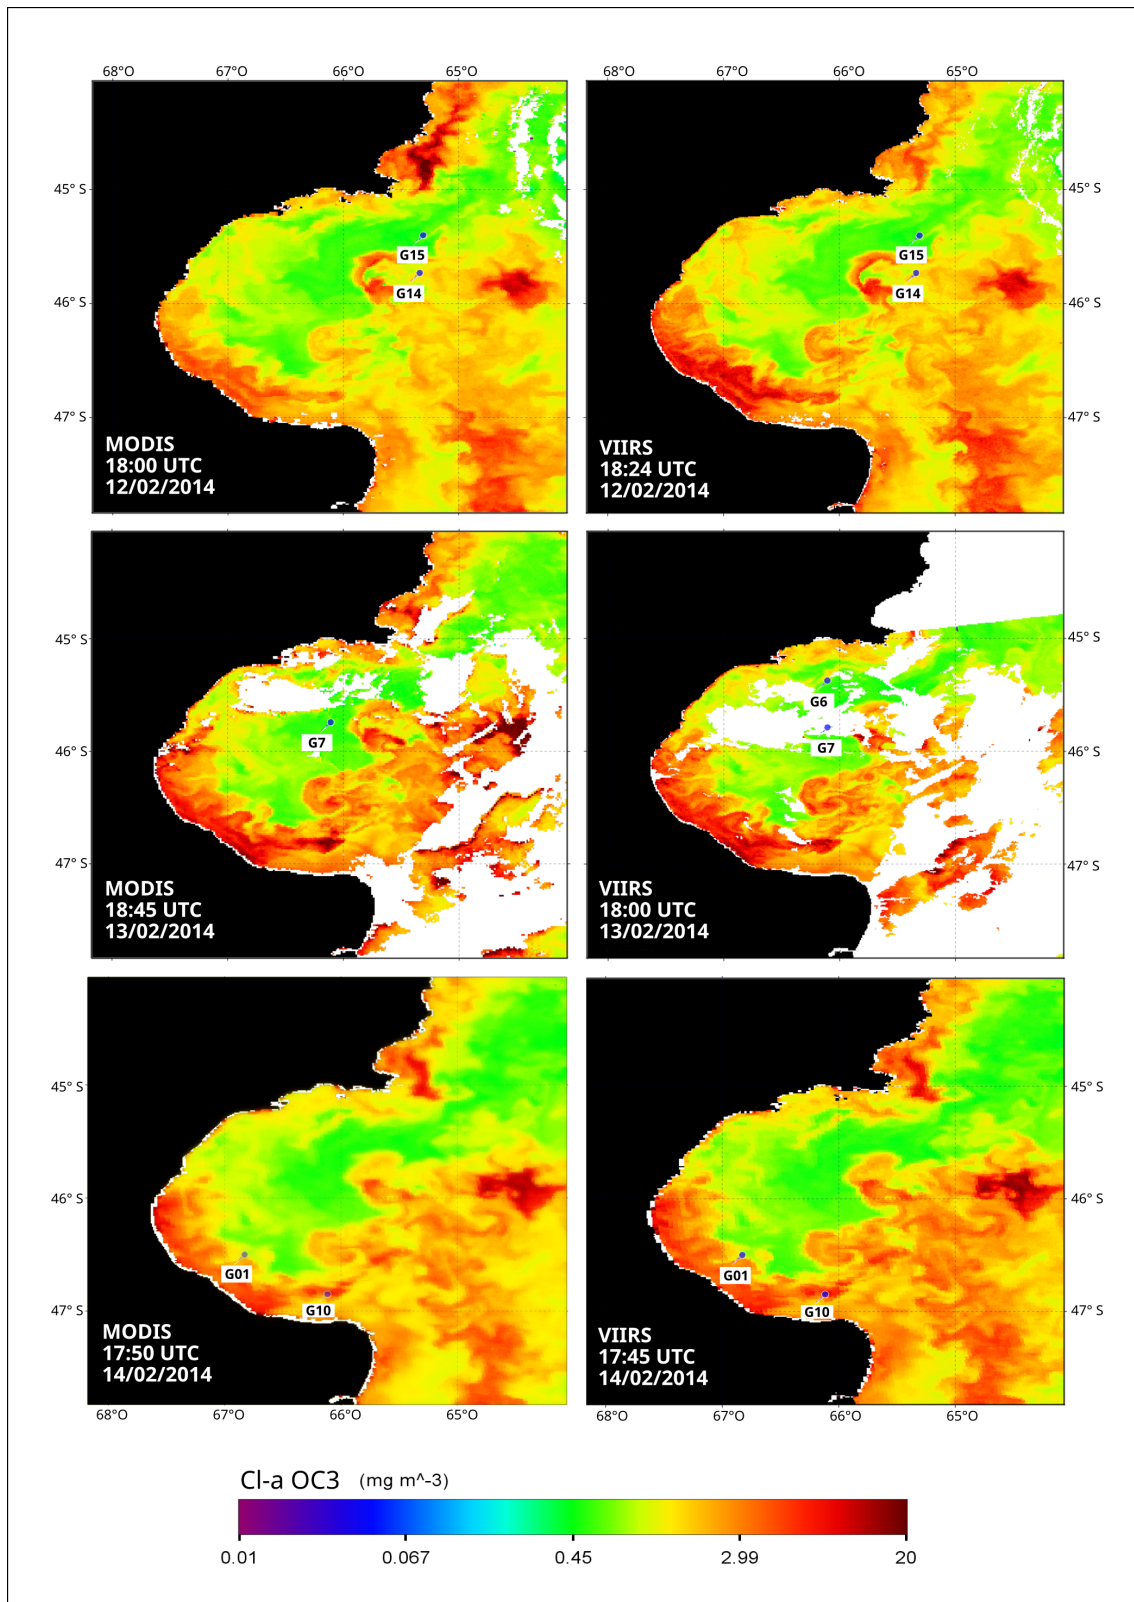 68°O 67°O 66°O 65°O 68°O 67°O 66°O 65°O
45° S 45° S
G15 G15
G14 G14
46° S 46° S
47° S 47° S
MODIS
18:00 UTC
12/02/2014
VIIRS
18:24 UTC
12/02/2014
45° S 45° S
G6
G7 G7
46° S 46° S
47° S 47° S
MODIS
18:45 UTC
13/02/2014
VIIRS
18:00 UTC
13/02/2014
45° S 45° S
46° S 46° S
G01 G01
G10 G10
47° S 47° S
MODIS
17:50 UTC
14/02/2014
VIIRS
17:45 UTC
14/02/2014
68°O 67°O 66°O 65°O 68°O 67°O 66°O 65°O
Cl-a OC3 (mg m^-3)
0.01 0.067 0.45 2.99 20